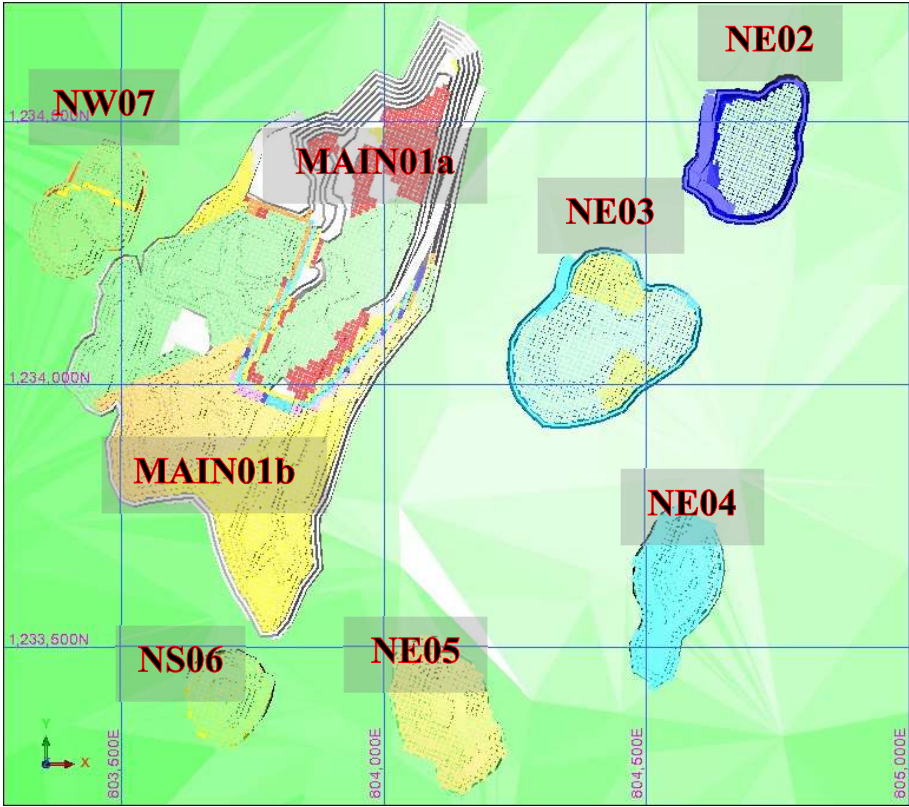 NE02
NW07
1,234,500N
MAIN01a
NE03
1,234,000N
MAIN01b
NE04
1,233,500N
NS06
NE05
Y
X
803,500E
804,000E
804,500E
805,000E